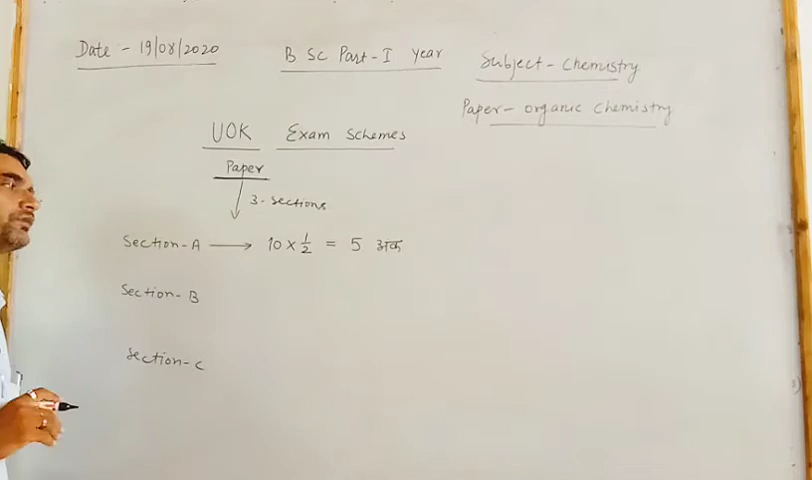 Date - 19/08/2020
B Sc Part-I Year
Subject - Chemistry
Paper - Organic Chemistry
UOK Exam Schemes
Paper
3-Sections
Section-A → 10 × 1/2 = 5 अंक
Section-B
Section-C